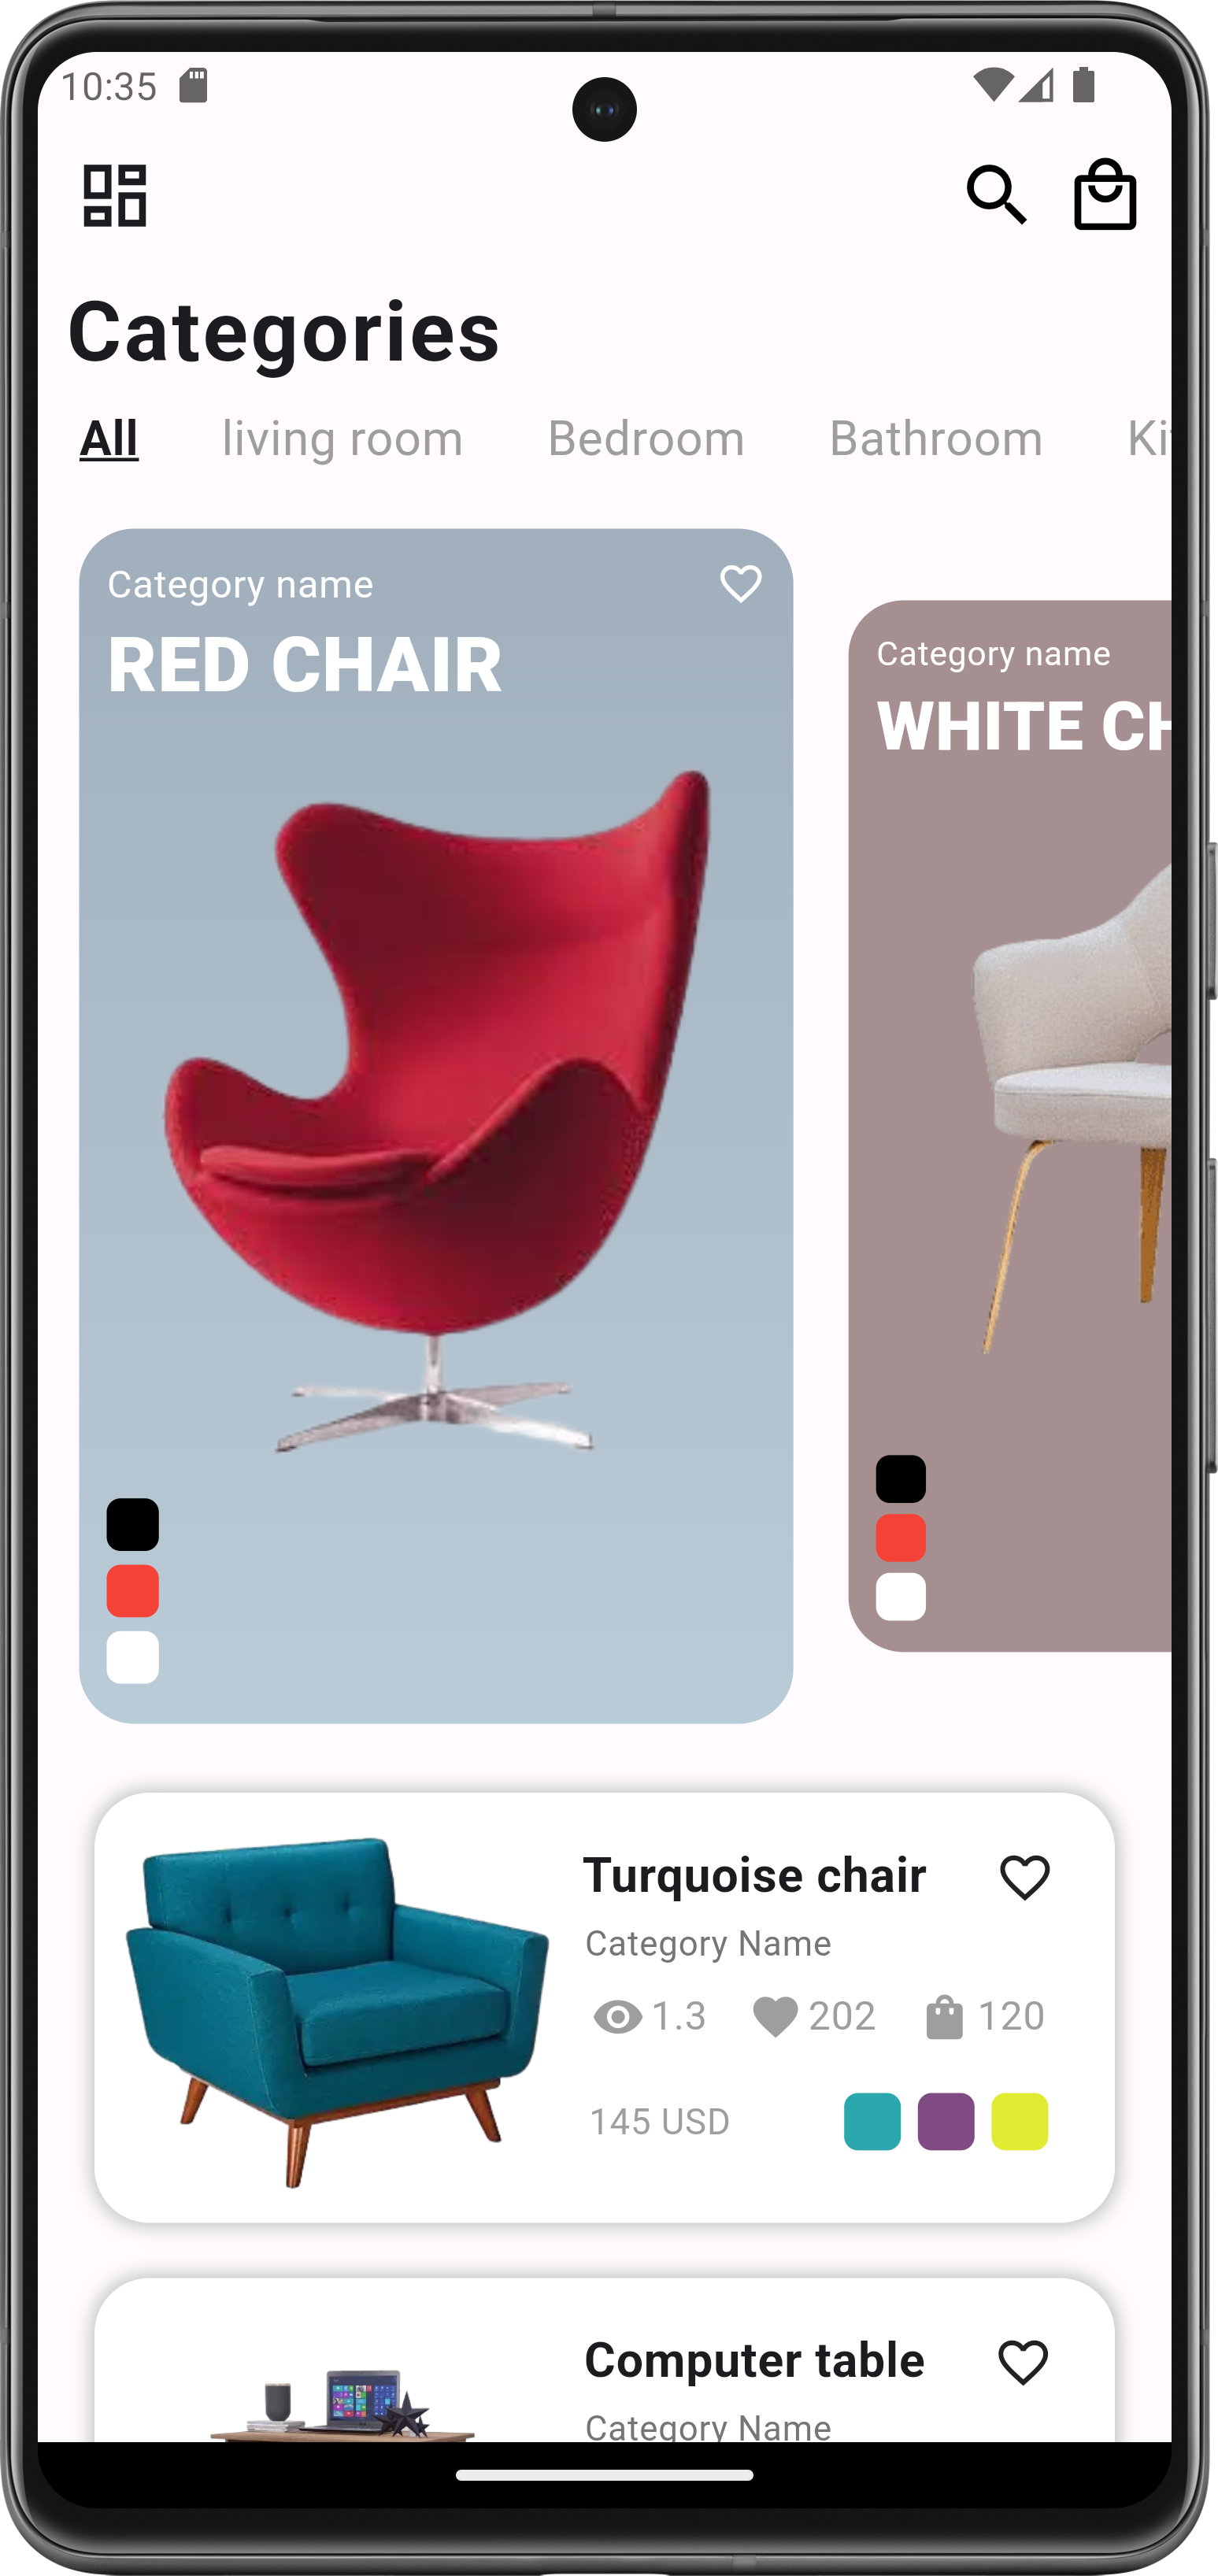 10:35
Categories
All living room Bedroom Bathroom Ki
Category name
RED CHAIR
Category name
WHITE CH
Turquoise chair
Category Name
1.3 202 120
145 USD
Computer table
Category Name